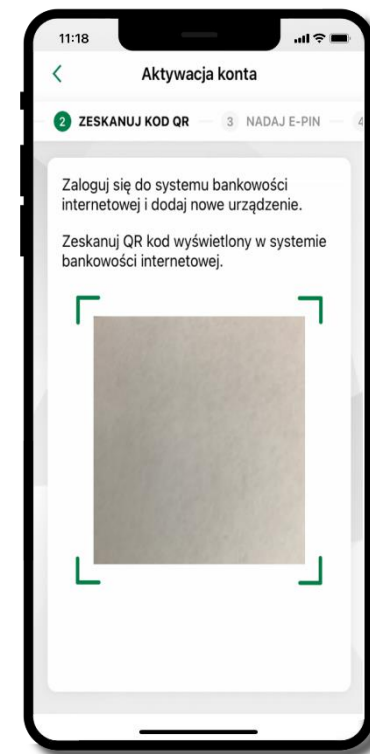 11:18
Aktywacja konta
2 ZESKANUJ KOD QR 3 NADAJ E-PIN 4
Zaloguj się do systemu bankowości
internetowej i dodaj nowe urządzenie.
Zeskanuj QR kod wyświetlony w systemie
bankowości internetowej.